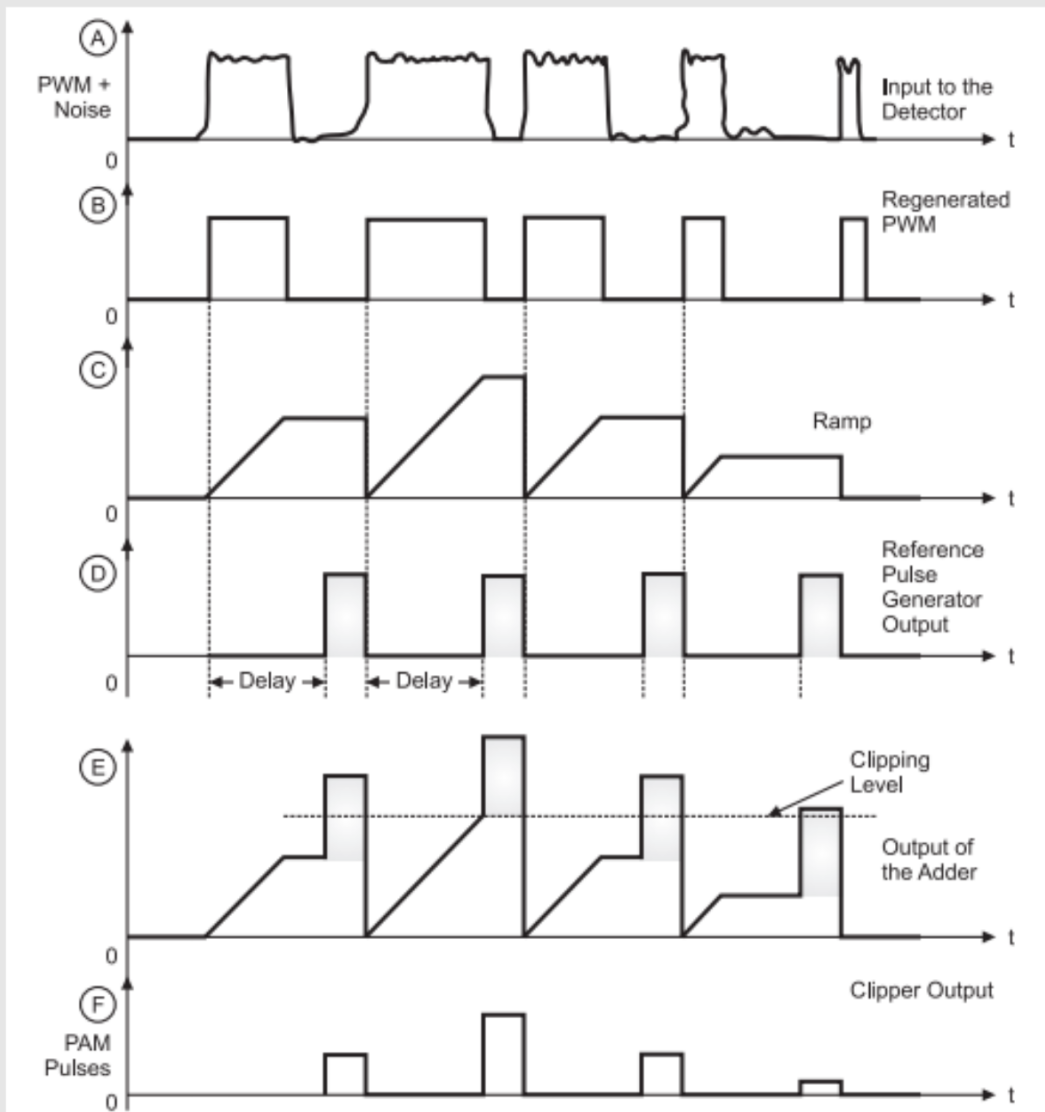 A
PWM +
Noise
Input to the
Detector
0
t
B
Regenerated
PWM
0
t
C
Ramp
0
t
D
Reference
Pulse
Generator
Output
0
Delay
Delay
t
E
Clipping
Level
Output of
the Adder
0
t
F
PAM
Pulses
Clipper Output
0
t